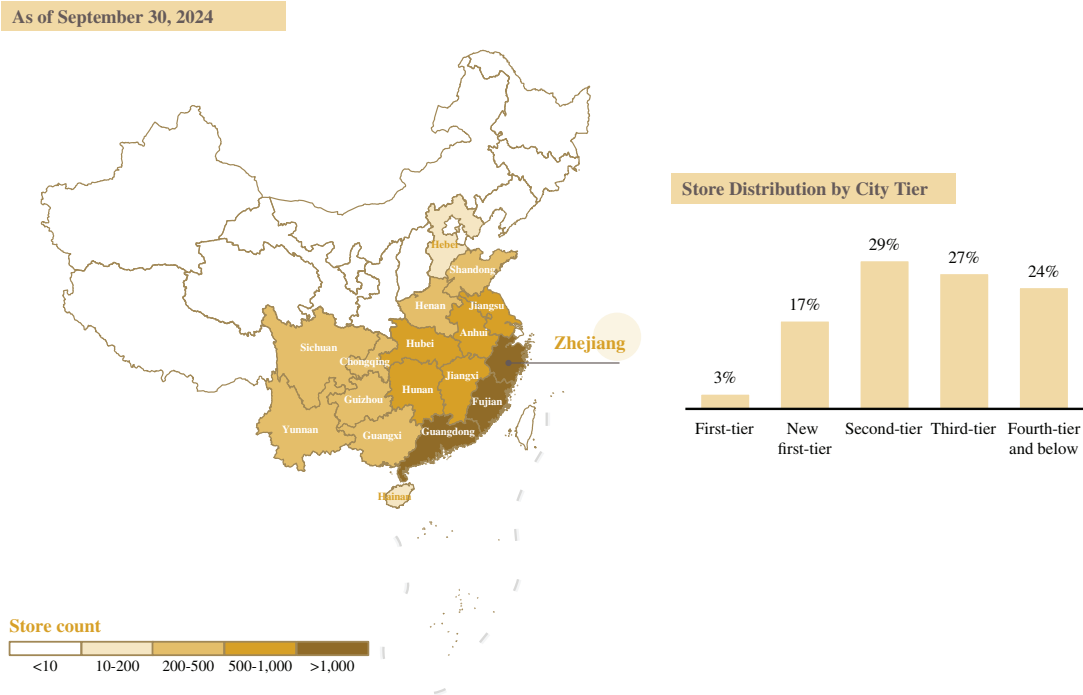 As of September 30, 2024
Hebei
Shandong
Henan
Jiangsu
Anhui
Hubei
Sichuan
Chongqing
Zhejiang
Jiangxi
Hunan
Guizhou
Fujian
Yunnan
Guangxi
Guangdong
Hainan
Store count
<10
10-200
200-500
500-1,000
>1,000
Store Distribution by City Tier
3%
17%
29%
27%
24%
First-tier
New
first-tier
Second-tier
Third-tier
Fourth-tier
and below